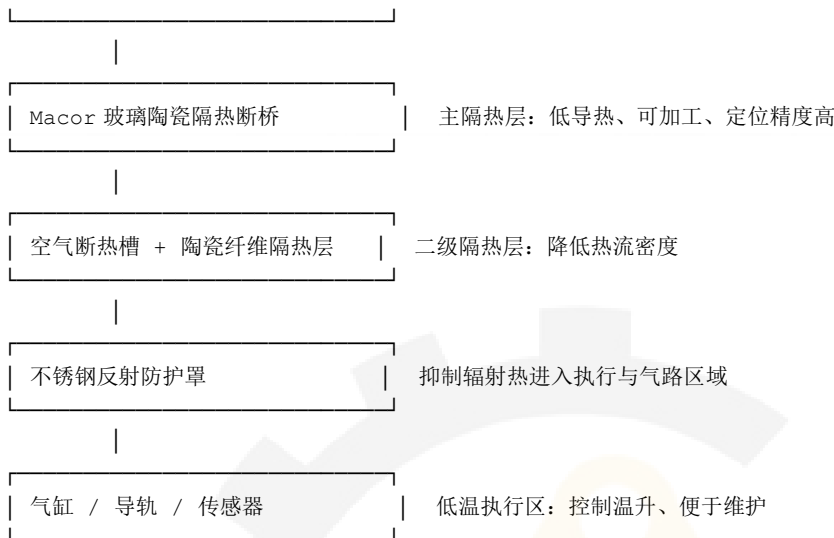 Macor 玻璃陶瓷隔热断桥 主隔热层：低导热、可加工、定位精度高
空气断热槽 + 陶瓷纤维隔热层 二级隔热层：降低热流密度
不锈钢反射防护罩 抑制辐射热进入执行与气路区域
气缸 / 导轨 / 传感器 低温执行区：控制温升、便于维护